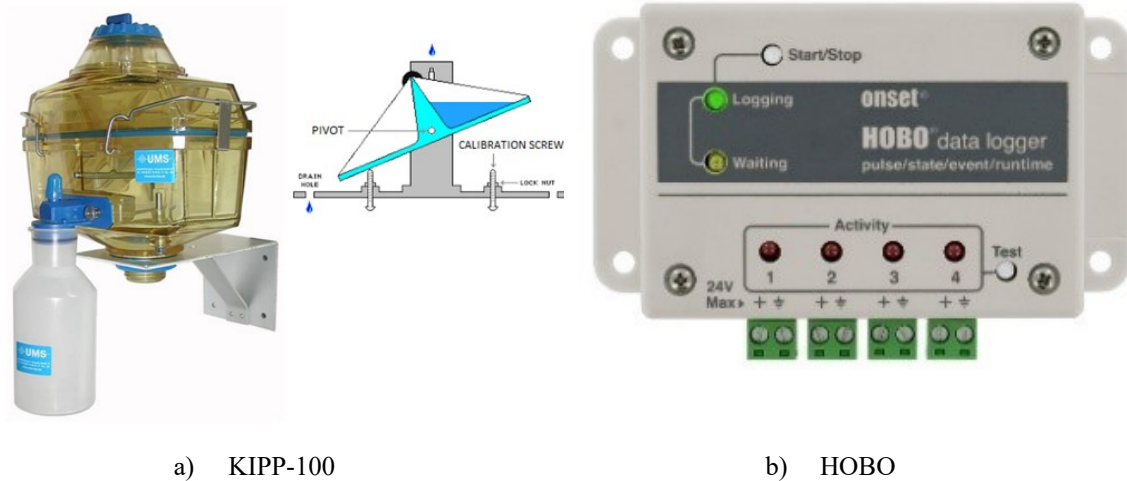 UMS
UMS
PIVOT
CALIBRATION SCREW
DRAIN
HOLE
LOCK NUT
Start/Stop
Logging
onset®
HOBO® data logger
Waiting
pulse/state/event/runtime
Activity
Test
1 2 3 4
24V
Max
+ + + +
a) KIPP-100
b) HOBO